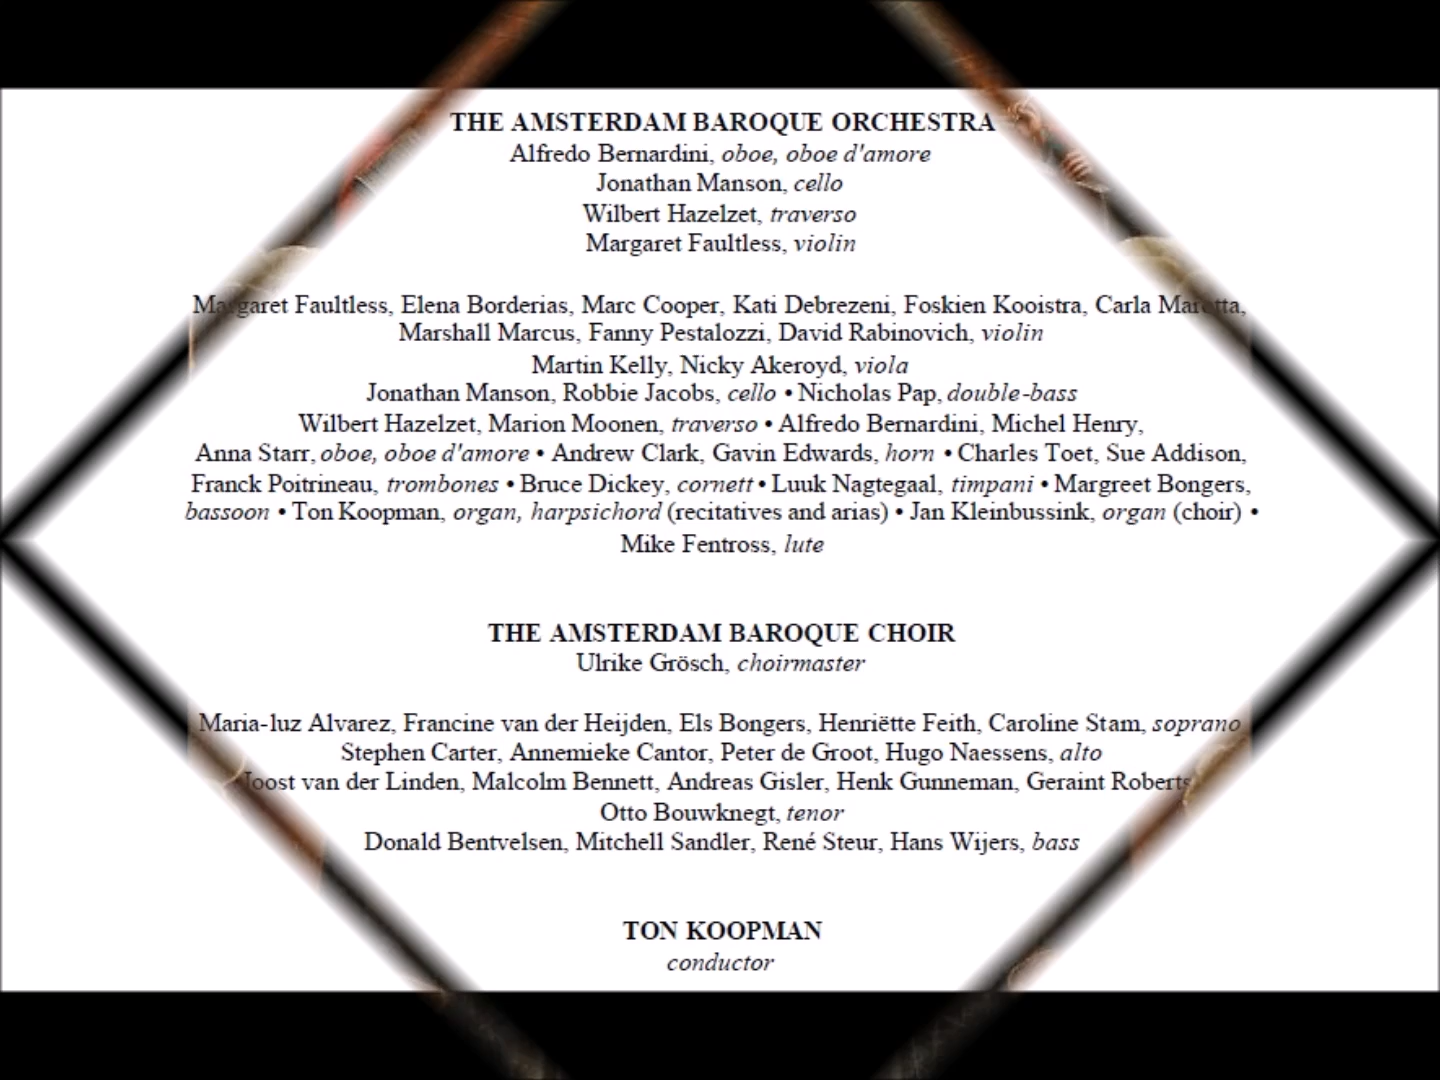 THE AMSTERDAM BAROQUE ORCHESTRA
Alfredo Bernardini, oboe, oboe d'amore
Jonathan Manson, cello
Wilbert Hazelzet, traverso
Margaret Faultless, violin
Margaret Faultless, Elena Borderias, Marc Cooper, Kati Debrezeni, Foskien Kooistra, Carla Marotta,
Marshall Marcus, Fanny Pestalozzi, David Rabinovich, violin
Martin Kelly, Nicky Akeroyd, viola
Jonathan Manson, Robbie Jacobs, cello • Nicholas Pap, double-bass
Wilbert Hazelzet, Marion Moonen, traverso • Alfredo Bernardini, Michel Henry,
Anna Starr, oboe, oboe d'amore • Andrew Clark, Gavin Edwards, horn • Charles Toet, Sue Addison,
Franck Poitrineau, trombones • Bruce Dickey, cornett • Luuk Nagtegaal, timpani • Margreet Bongers,
bassoon • Ton Koopman, organ, harpsichord (recitatives and arias) • Jan Kleinbussink, organ (choir) •
Mike Fentross, lute
THE AMSTERDAM BAROQUE CHOIR
Ulrike Grösch, choirmaster
Maria-luz Alvarez, Francine van der Heijden, Els Bongers, Henriëtte Feith, Caroline Stam, soprano
Stephen Carter, Annemieke Cantor, Peter de Groot, Hugo Naessens, alto
Joost van der Linden, Malcolm Bennett, Andreas Gisler, Henk Gunneman, Geraint Roberts
Otto Bouwknegt, tenor
Donald Bentvelsen, Mitchell Sandler, René Steur, Hans Wijers, bass
TON KOOPMAN
conductor